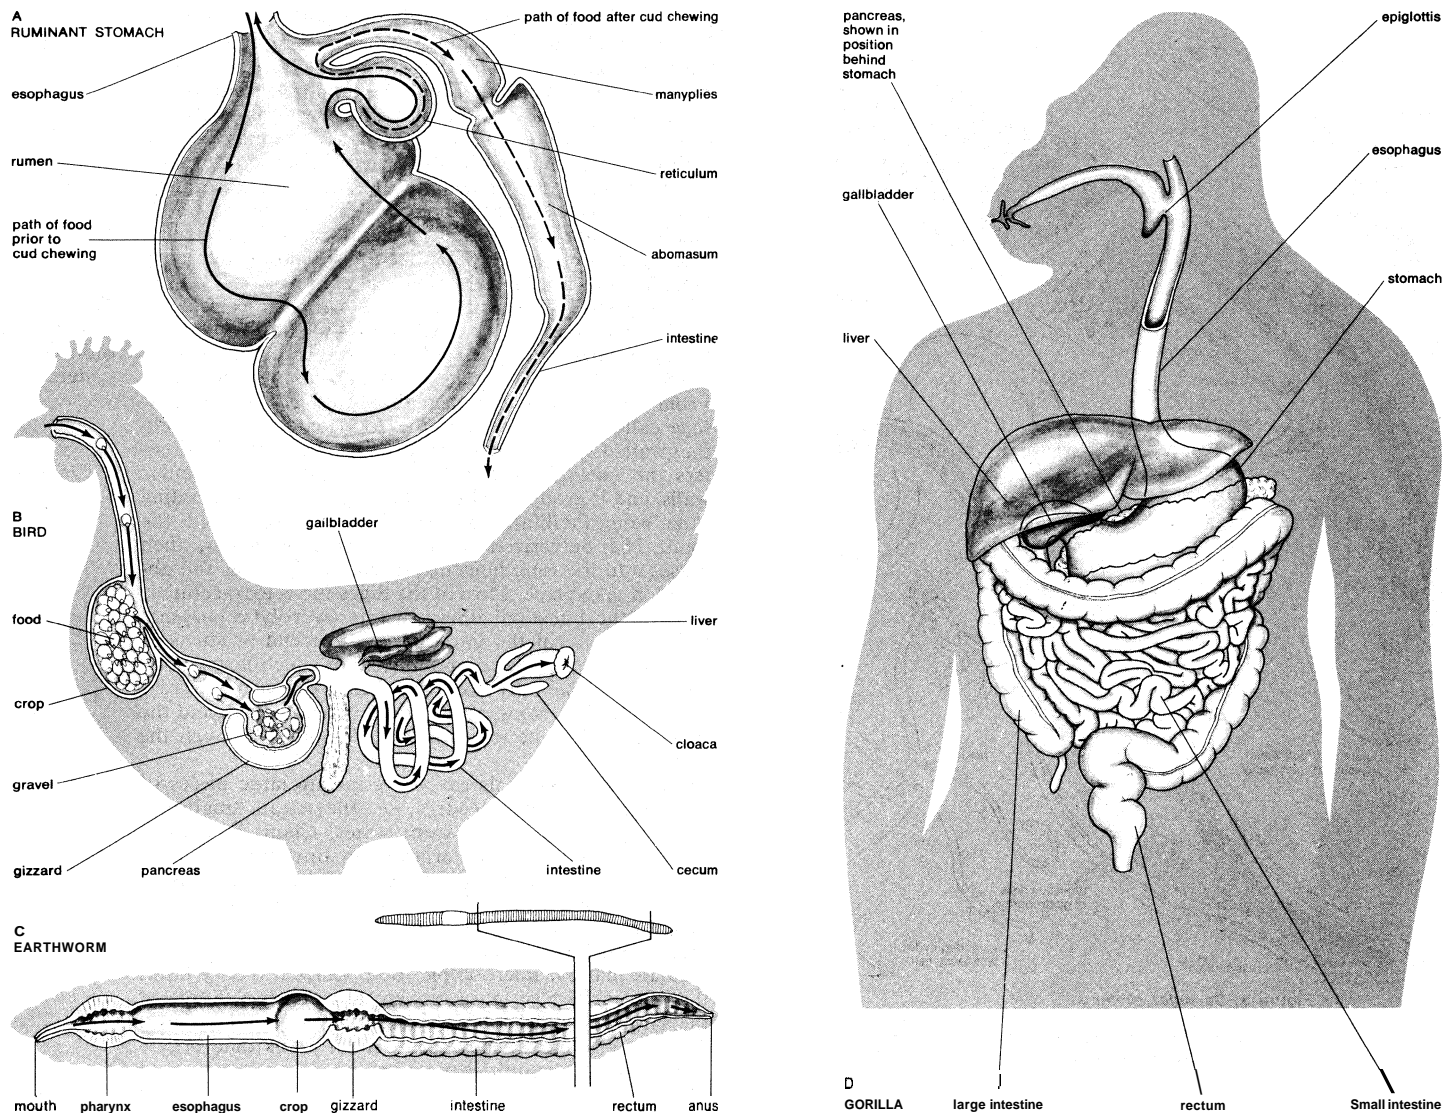 A
RUMINANT STOMACH
esophagus
rumen
path of food
prior to
cud chewing
path of food after cud chewing
manyplies
reticulum
abomasum
intestine
B
BIRD
gallbladder
food
liver
crop
cloaca
gravel
gizzard
pancreas
intestine
cecum
C
EARTHWORM
mouth
pharynx
esophagus
crop
gizzard
intestine
rectum
anus
pancreas,
shown in
position
behind
stomach
epiglottis
esophagus
gallbladder
stomach
liver
D
GORILLA
large intestine
rectum
Small intestine